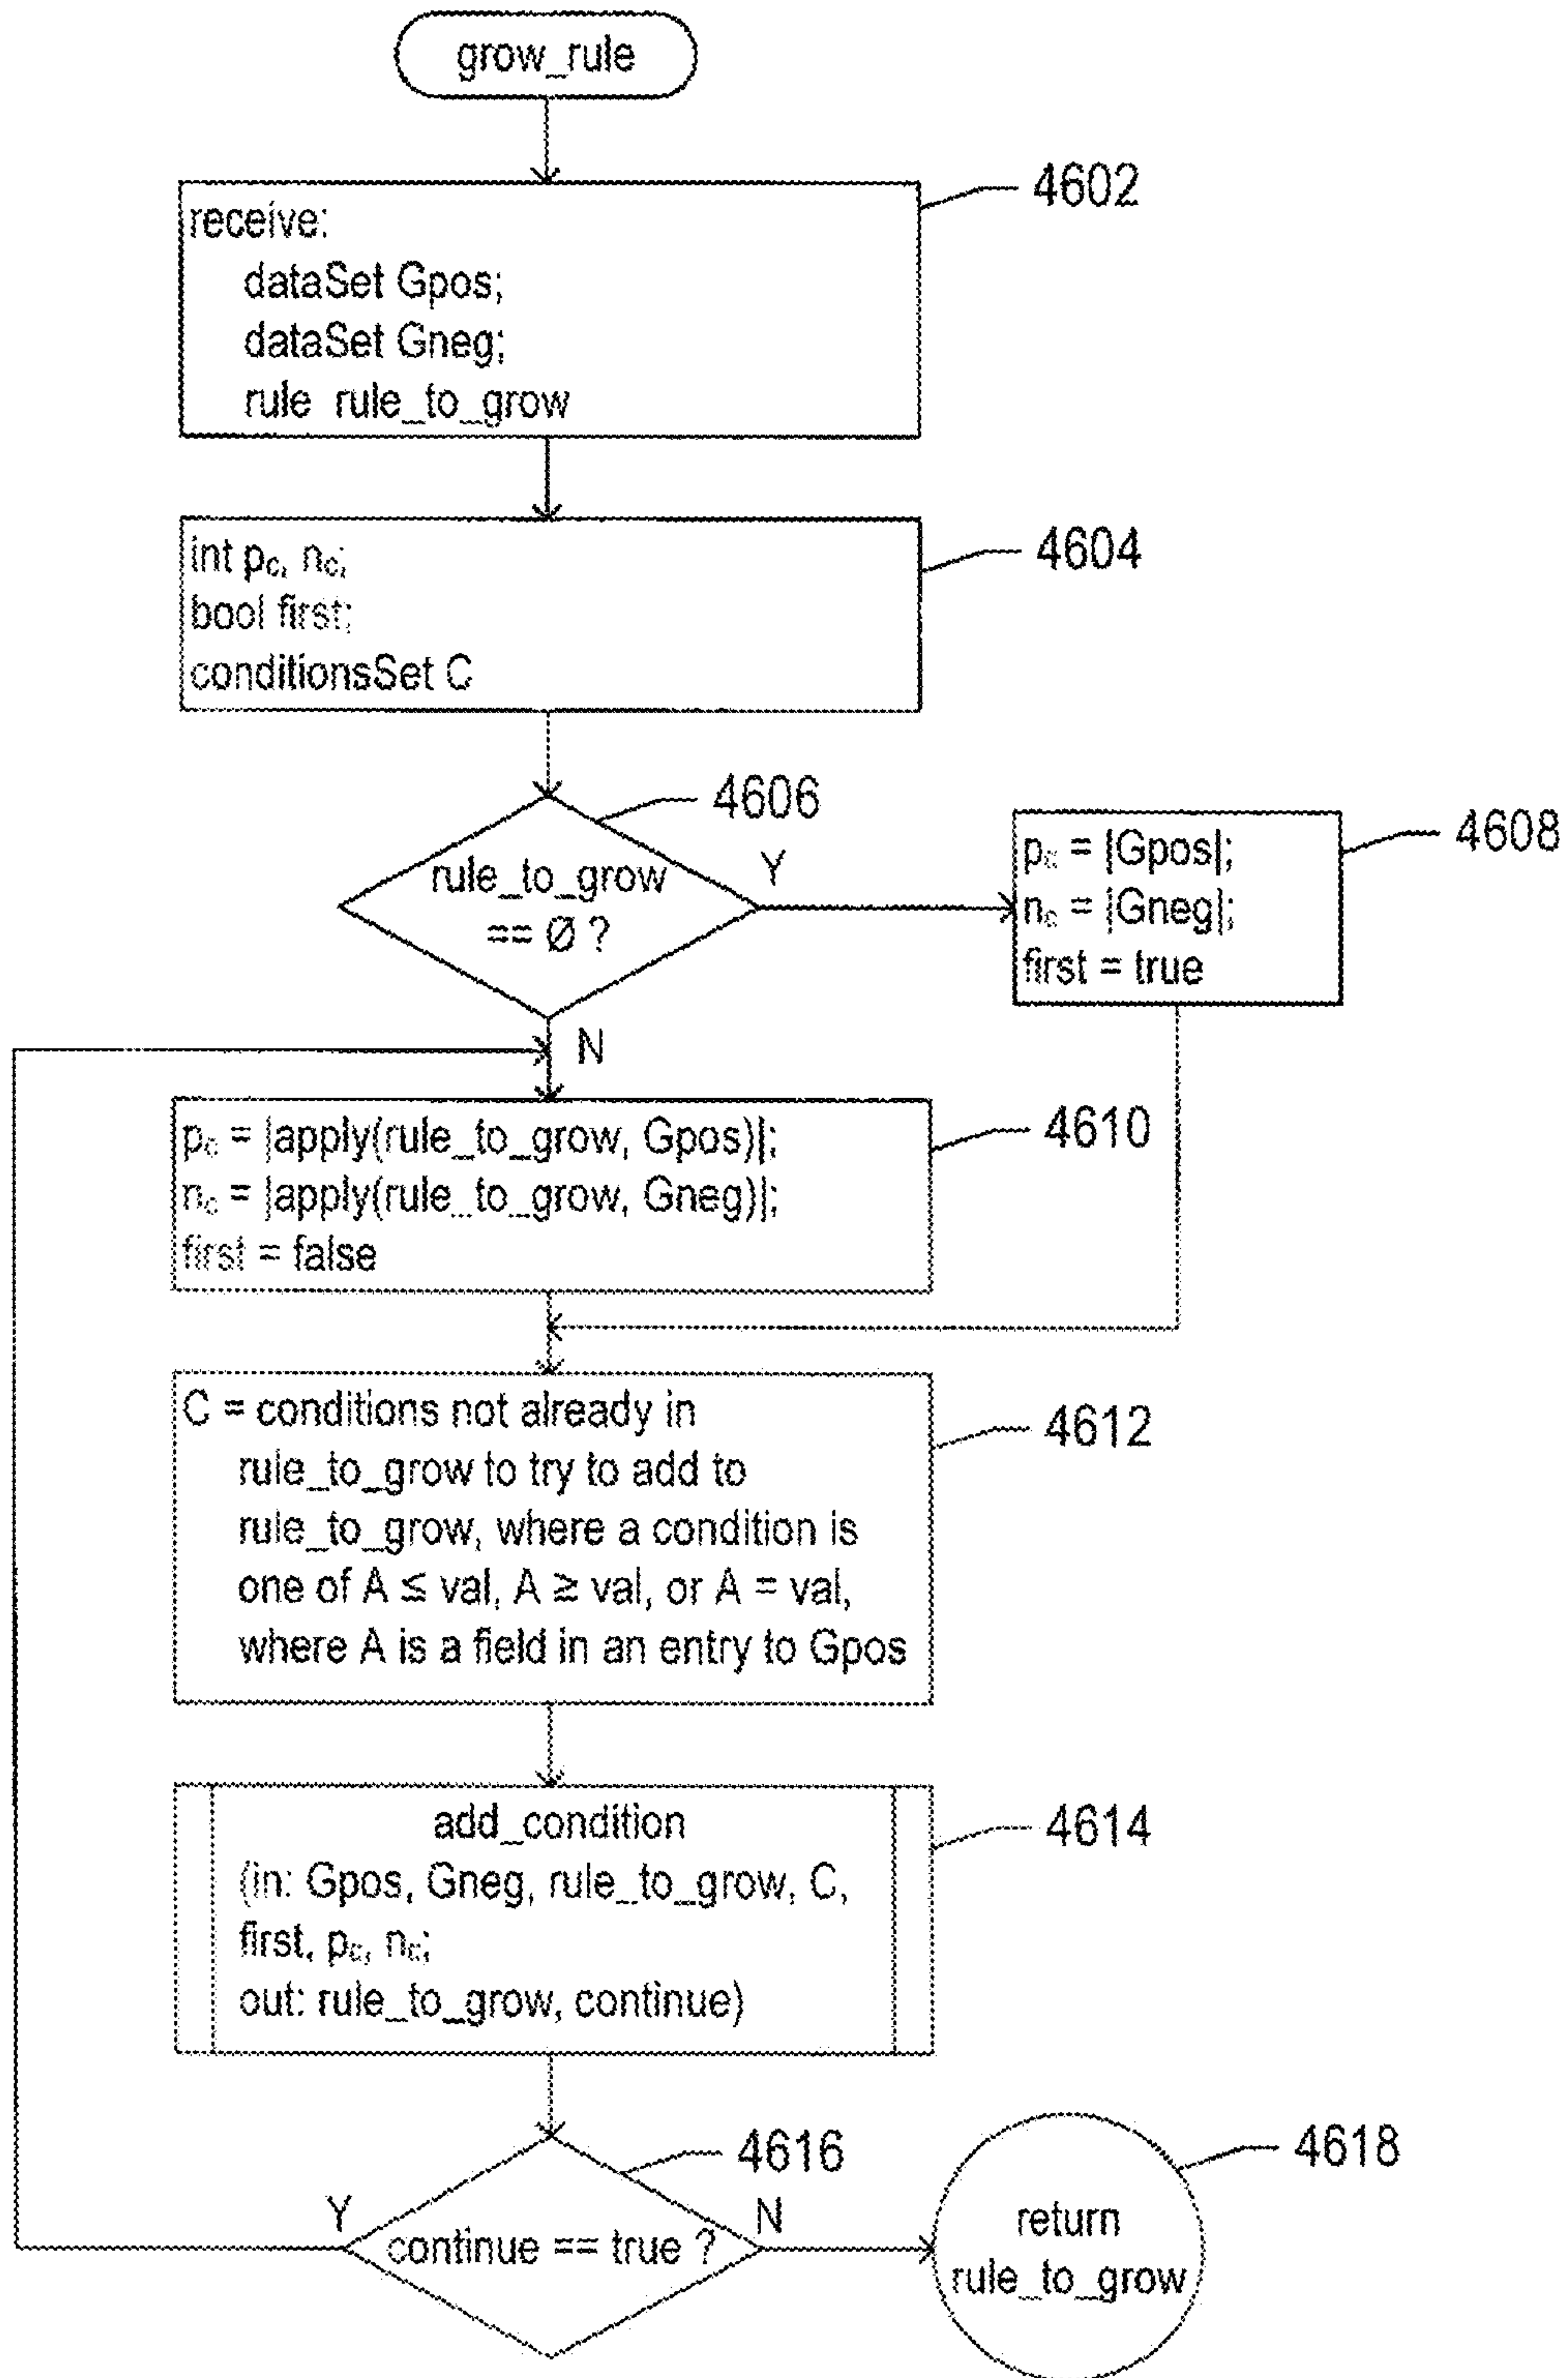 grow_rule
4602
receive:
dataSet Gpos;
dataSet Gneg;
rule rule_to_grow
4604
int pc, nc;
bool first;
conditionsSet C
4606
rule_to_grow
== Ø ?
Y
N
4608
pc = |Gpos|;
nc = |Gneg|;
first = true
4610
pc = |apply(rule_to_grow, Gpos)|;
nc = |apply(rule_to_grow, Gneg)|;
first = false
4612
C = conditions not already in
rule_to_grow to try to add to
rule_to_grow, where a condition is
one of A ≦ val, A ≧ val, or A = val,
where A is a field in an entry to Gpos
4614
add_condition
(in: Gpos, Gneg, rule_to_grow, C,
first, pc, nc;
out: rule_to_grow, continue)
4616
Y
continue == true ?
N
4618
return
rule_to_grow